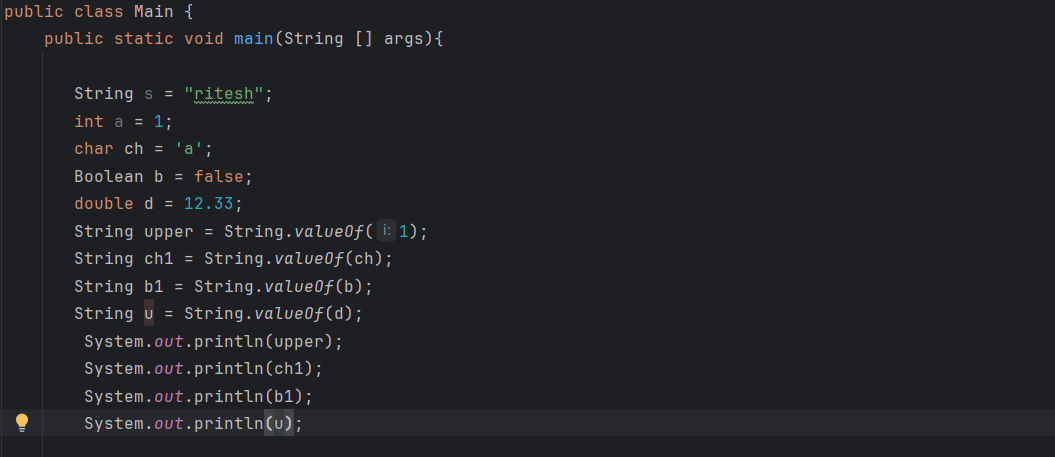 public class Main {
public static void main(String [] args){
String s = "ritesh";
int a = 1;
char ch = 'a';
Boolean b = false;
double d = 12.33;
String upper = String.valueOf( i: 1);
String ch1 = String.valueOf(ch);
String b1 = String.valueOf(b);
String u = String.valueOf(d);
System.out.println(upper);
System.out.println(ch1);
System.out.println(b1);
System.out.println(u);